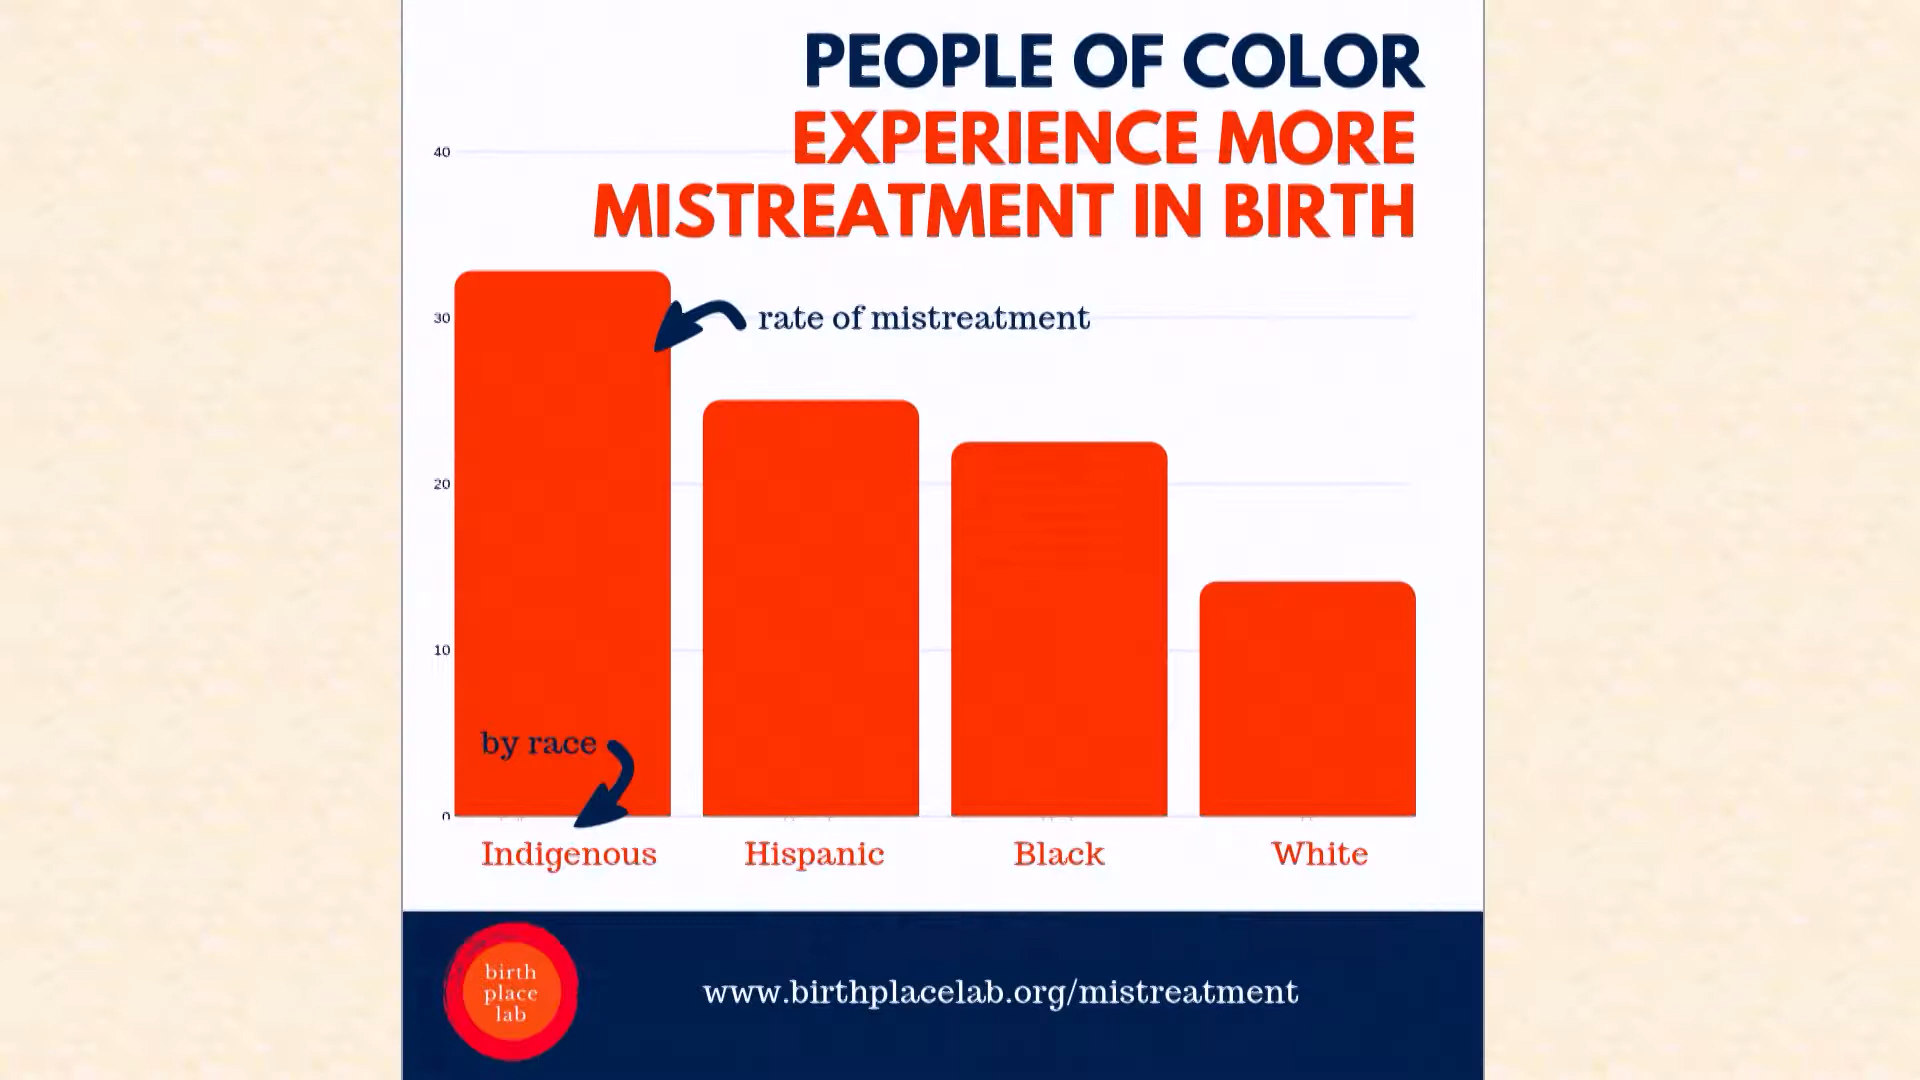 PEOPLE OF COLOR
EXPERIENCE MORE
MISTREATMENT IN BIRTH
40
30
rate of mistreatment
20
10
by race
0
Indigenous Hispanic Black White
birth
place
lab
www.birthplacelab.org/mistreatment